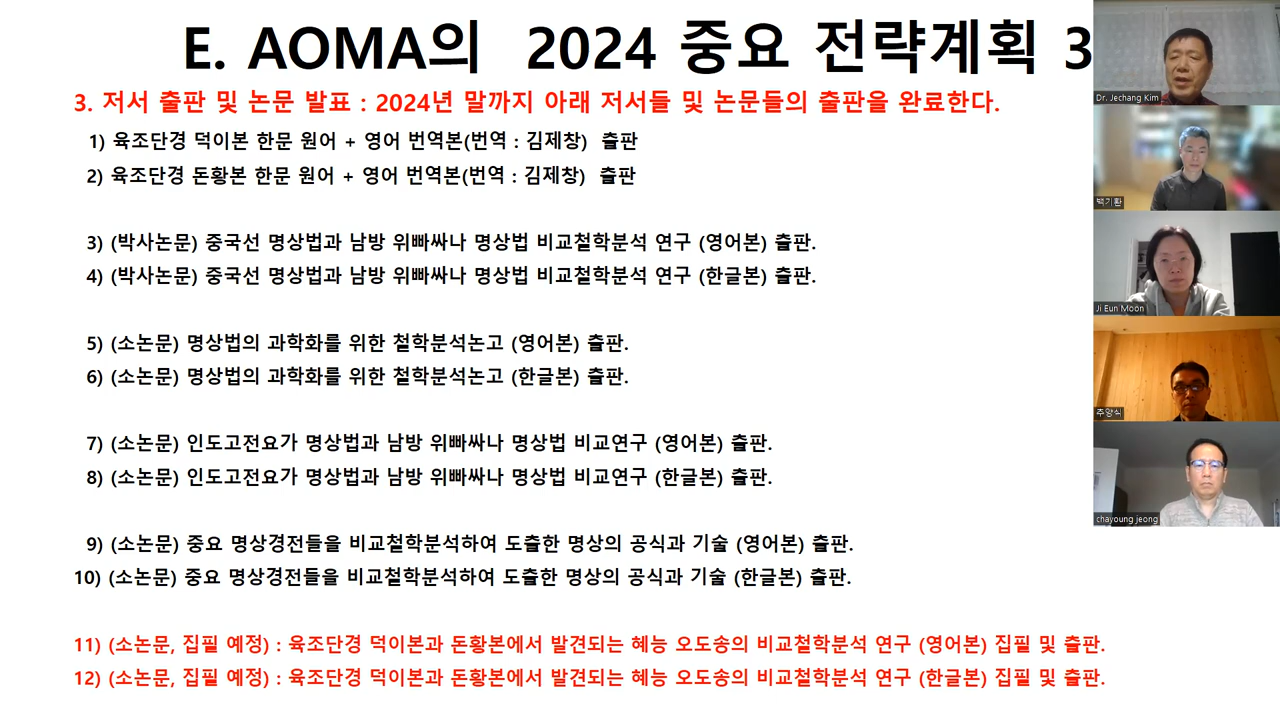 E. AOMA의 2024 중요 전략계획 3
3. 저서 출판 및 논문 발표 : 2024년 말까지 아래 저서들 및 논문들의 출판을 완료한다.
1) 육조단경 덕이본 한문 원어 + 영어 번역본(번역 : 김제창) 출판
2) 육조단경 돈황본 한문 원어 + 영어 번역본(번역 : 김제창) 출판
3) (박사논문) 중국선 명상법과 남방 위빠싸나 명상법 비교철학분석 연구 (영어본) 출판.
4) (박사논문) 중국선 명상법과 남방 위빠싸나 명상법 비교철학분석 연구 (한글본) 출판.
5) (소논문) 명상법의 과학화를 위한 철학분석논고 (영어본) 출판.
6) (소논문) 명상법의 과학화를 위한 철학분석논고 (한글본) 출판.
7) (소논문) 인도고전요가 명상법과 남방 위빠싸나 명상법 비교연구 (영어본) 출판.
8) (소논문) 인도고전요가 명상법과 남방 위빠싸나 명상법 비교연구 (한글본) 출판.
9) (소논문) 중요 명상경전들을 비교철학분석하여 도출한 명상의 공식과 기술 (영어본) 출판.
10) (소논문) 중요 명상경전들을 비교철학분석하여 도출한 명상의 공식과 기술 (한글본) 출판.
11) (소논문, 집필 예정) : 육조단경 덕이본과 돈황본에서 발견되는 혜능 오도송의 비교철학분석 연구 (영어본) 집필 및 출판.
12) (소논문, 집필 예정) : 육조단경 덕이본과 돈황본에서 발견되는 혜능 오도송의 비교철학분석 연구 (한글본) 집필 및 출판.
Dr. Jechang Kim
백기환
Ji Eun Moon
추양식
chayoung jeong